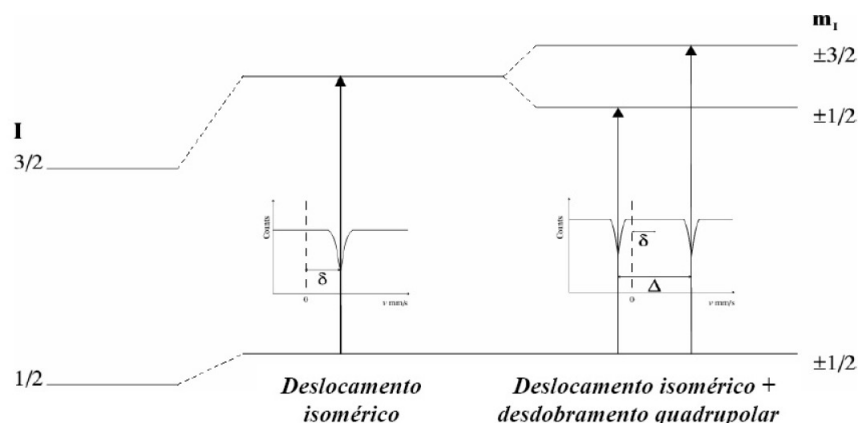 m_I
±3/2
±1/2
I
3/2
Counts
δ
0
v mm/s
Counts
δ
Δ
0
v mm/s
1/2
±1/2
Deslocamento
isomérico
Deslocamento isomérico +
desdobramento quadrupolar